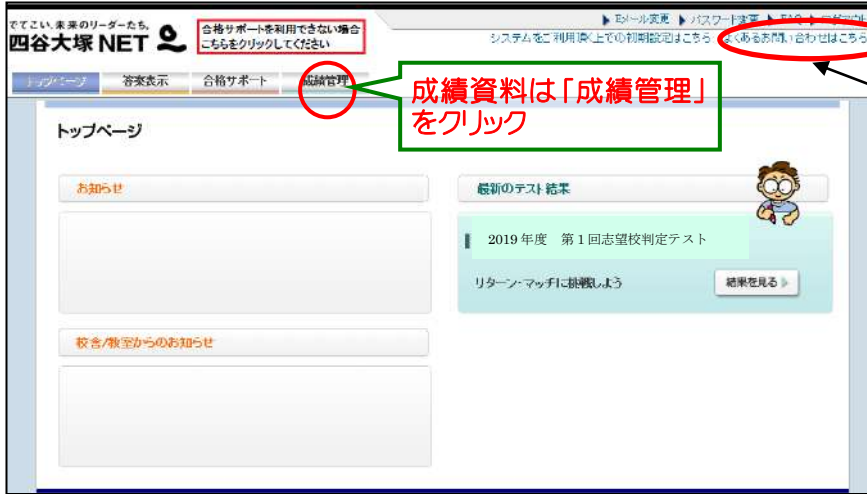 でてこい、未来のリーダーたち。
四谷大塚 NET
合格サポートを利用できない場合
こちらをクリックしてください
Eメール変更 パスワード変更 FAQ ログアウト
システムをご利用頂く上での初期設定はこちら よくあるお問い合わせはこちら
トップページ 答案表示 合格サポート 成績管理
成績資料は「成績管理」
をクリック
トップページ
お知らせ
最新のテスト結果
2019年度 第1回志望校判定テスト
リターン・マッチに挑戦しよう
結果を見る
校舎/教室からのお知らせ